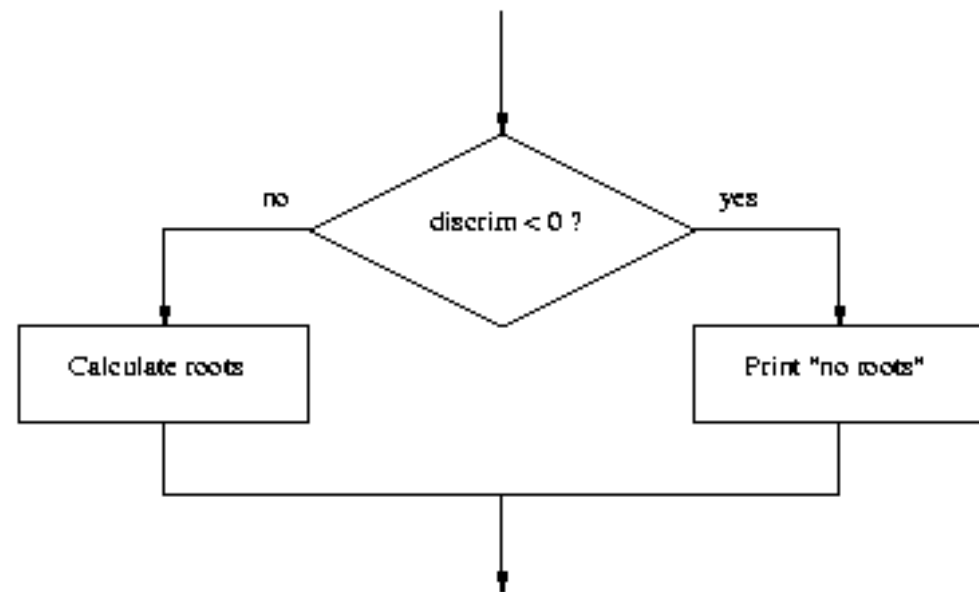 no
yes
discrim < 0 ?
Calculate roots
Print "no roots"